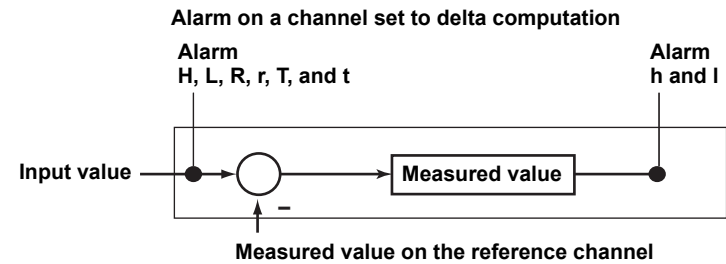 Alarm on a channel set to delta computation
Alarm
H, L, R, r, T, and t
Alarm
h and l
Input value
Measured value
–
Measured value on the reference channel